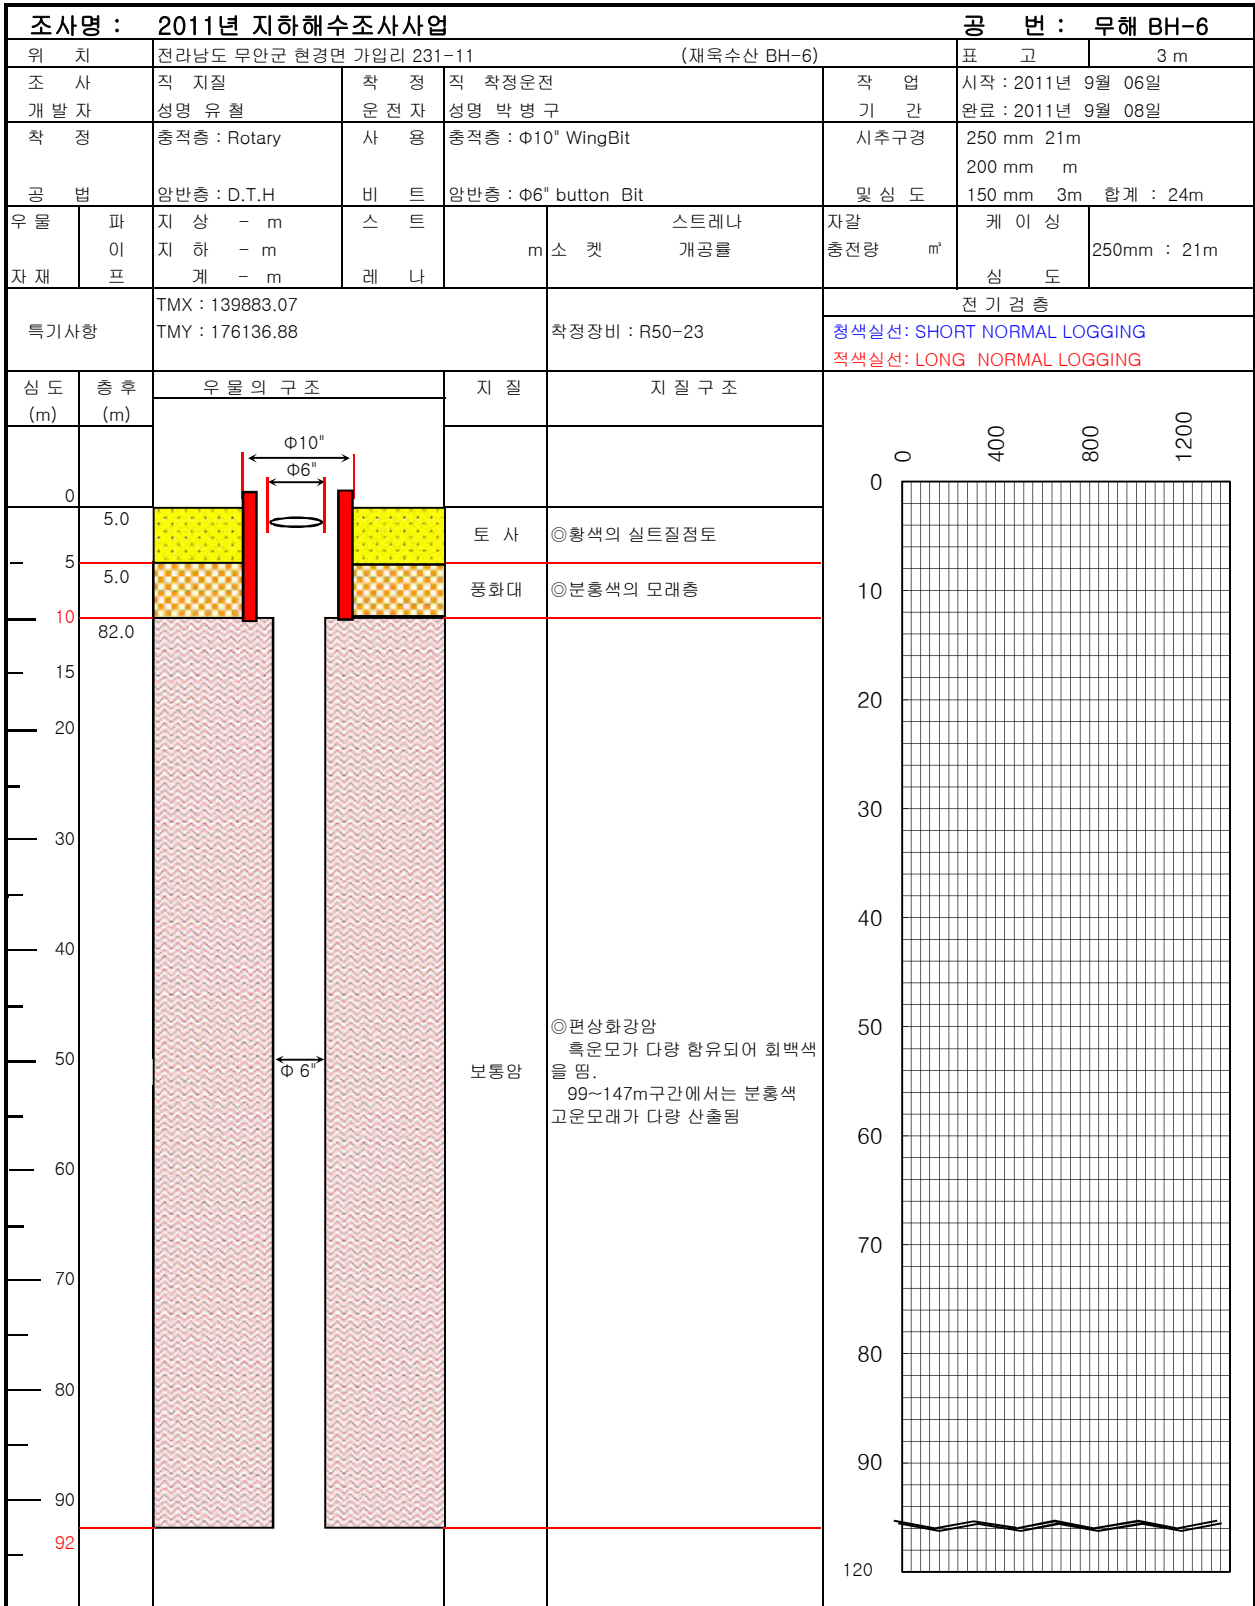 조사명 : 2011년 지하해수조사사업 공 번 : 무해 BH-6
위 치 전라남도 무안군 현경면 가입리 231-11 (재욱수산 BH-6) 표 고 3 m
조 사 직 지질 착 정 직 착정운전 작 업 시작 : 2011년 9월 06일
개 발 자 성명 유 철 운 전 자 성명 박 병 구 기 간 완료 : 2011년 9월 08일
착 정 충적층 : Rotary 사 용 충적층 : Φ10" WingBit 시추구경 250 mm 21m
200 mm m
공 법 암반층 : D.T.H 비 트 암반층 : Φ6" button Bit 및 심 도 150 mm 3m 합계 : 24m
우 물 파 지 상 - m 스 트 스트레나 자갈 케 이 싱
이 지 하 - m m 소 켓 개공률 충전량 ㎥ 250mm : 21m
자 재 프 계 - m 레 나 심 도
TMX : 139883.07 전 기 검 층
특기사항 TMY : 176136.88 착정장비 : R50-23 청색실선: SHORT NORMAL LOGGING
적색실선: LONG NORMAL LOGGING
심 도 층 후 우 물 의 구 조 지 질 지 질 구 조
(m) (m)
0 400 800 1200
Φ10"
Φ6"
0
0
5.0
토 사 ◎황색의 실트질점토
5
5.0
풍화대 ◎분홍색의 모래층
10
10
82.0
15
20
20
30
30
40
40
50
50
Φ 6"
보통암
◎편상화강암
흑운모가 다량 함유되어 회백색
을 띰.
99~147m구간에서는 분홍색
고운모래가 다량 산출됨
60
60
70
70
80
80
90
90
92
120